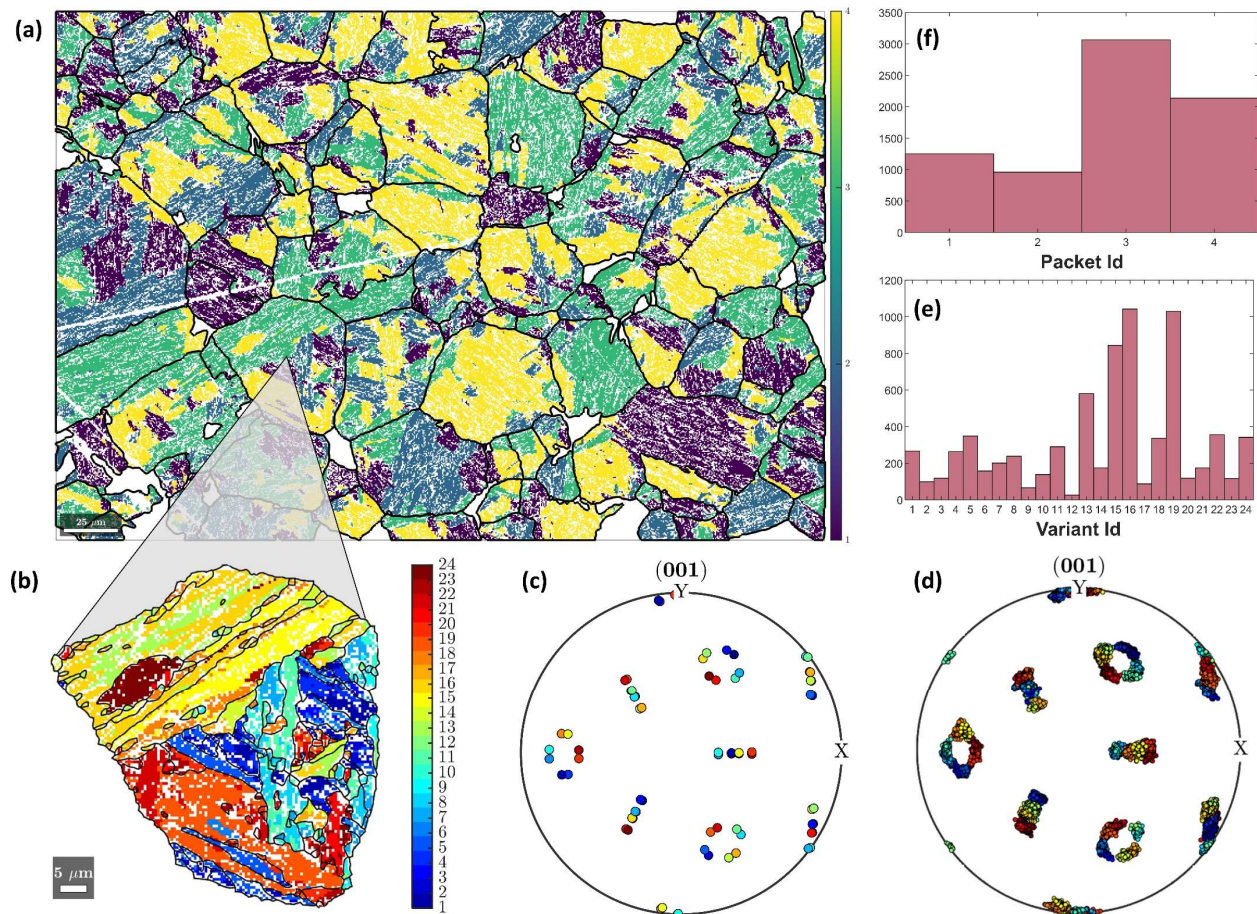 (a)
4
3
2
1
25 μm
(f)
3500
3000
2500
2000
1500
1000
500
0
1 2 3 4
Packet Id
(e)
1200
1000
800
600
400
200
0
1 2 3 4 5 6 7 8 9 10 11 12 13 14 15 16 17 18 19 20 21 22 23 24
Variant Id
(b)
24
23
22
21
20
19
18
17
16
15
14
13
12
11
10
9
8
7
6
5
4
3
2
1
5 μm
(c)
(001)
Y
X
(d)
(001)
Y
X